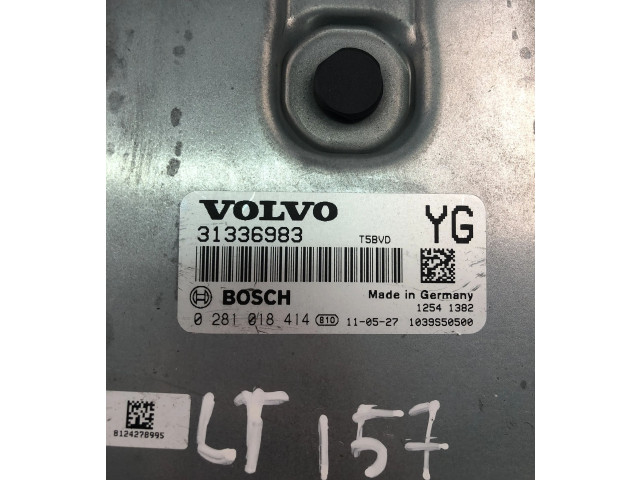 VOLVO YG
31336983 T5BVD
BOSCH Made in Germany
1254 1382
0 281 018 414 810 11-05-27 1039S50500
8124278995
LT 157